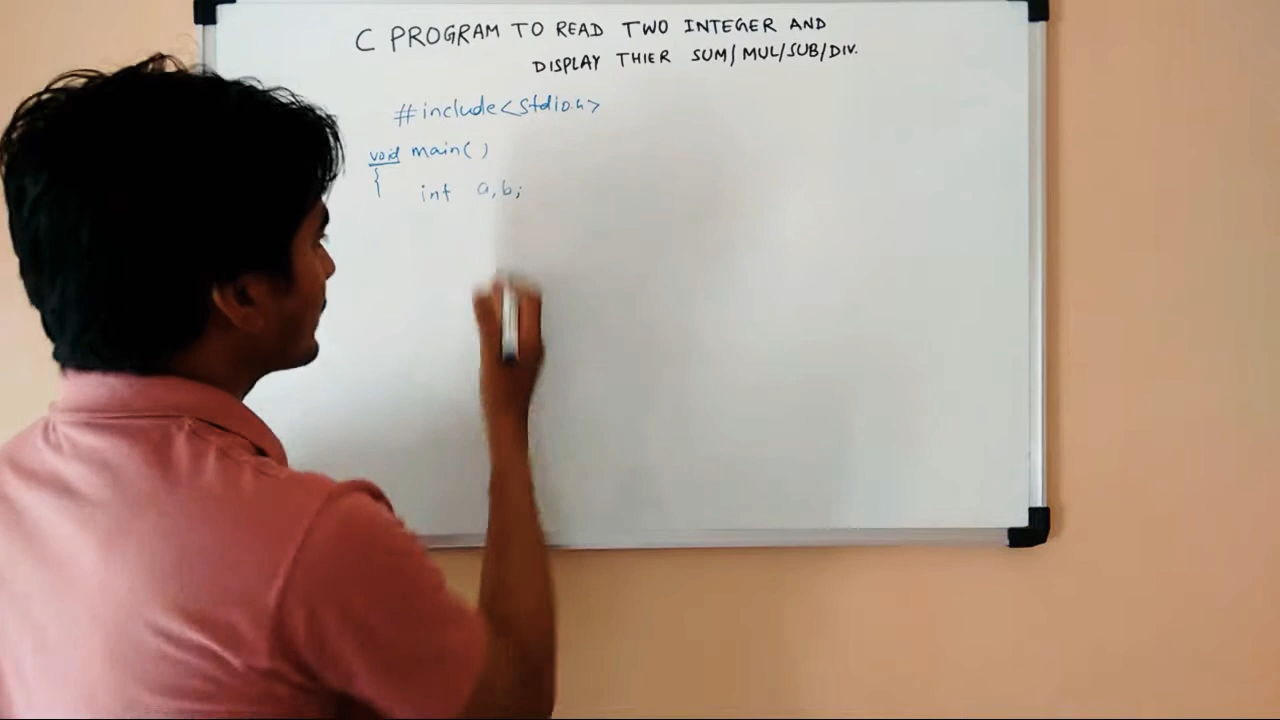 C PROGRAM TO READ TWO INTEGER AND
DISPLAY THIER SUM/MUL/SUB/DIV.
#include<stdio.h>
void main( )
{
int a,b;